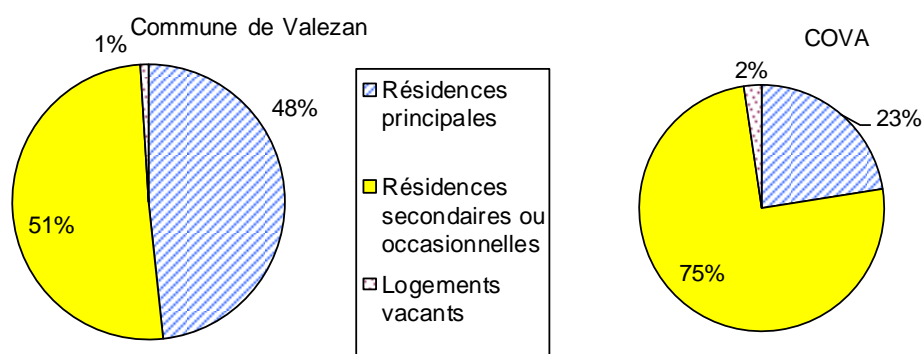 Commune de Valezan
1%
48%
51%
Résidences
principales
Résidences
secondaires ou
occasionnelles
Logements
vacants
COVA
2%
23%
75%